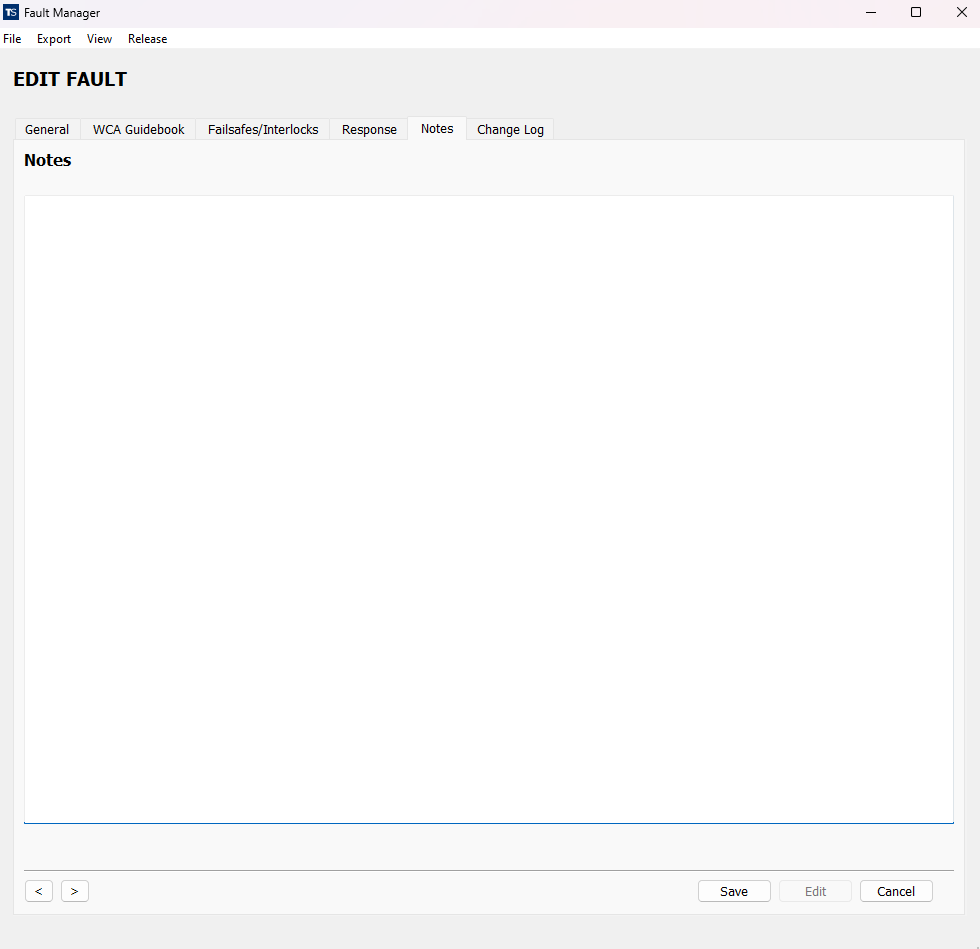 TS Fault Manager
File Export View Release
EDIT FAULT
General WCA Guidebook Failsafes/Interlocks Response Notes Change Log
Notes
< > Save Edit Cancel